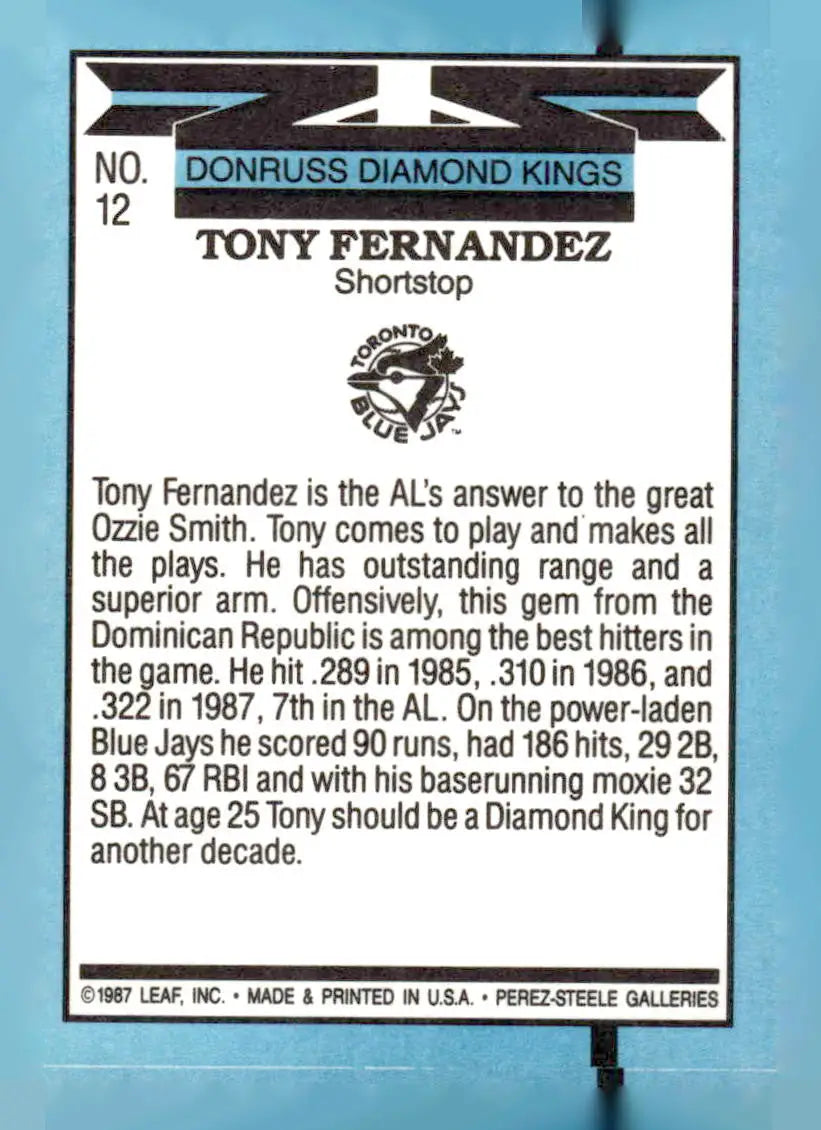 NO.
12
DONRUSS DIAMOND KINGS
TONY FERNANDEZ
Shortstop
TORONTO
BLUE JAYS™
Tony Fernandez is the AL's answer to the great
Ozzie Smith. Tony comes to play and makes all
the plays. He has outstanding range and a
superior arm. Offensively, this gem from the
Dominican Republic is among the best hitters in
the game. He hit .289 in 1985, .310 in 1986, and
.322 in 1987, 7th in the AL. On the power-laden
Blue Jays he scored 90 runs, had 186 hits, 29 2B,
8 3B, 67 RBI and with his baserunning moxie 32
SB. At age 25 Tony should be a Diamond King for
another decade.
©1987 LEAF, INC. • MADE & PRINTED IN U.S.A. • PEREZ-STEELE GALLERIES